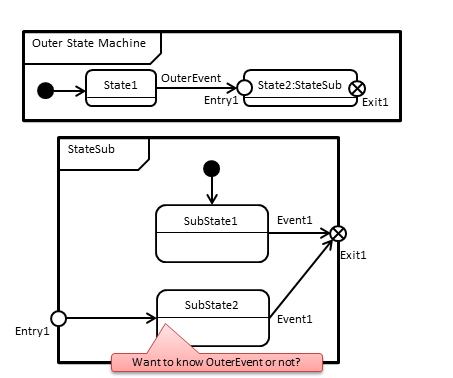 Outer State Machine
State1
OuterEvent
State2:StateSub
Entry1
Exit1
StateSub
SubState1
Event1
Exit1
SubState2
Event1
Entry1
Want to know OuterEvent or not?